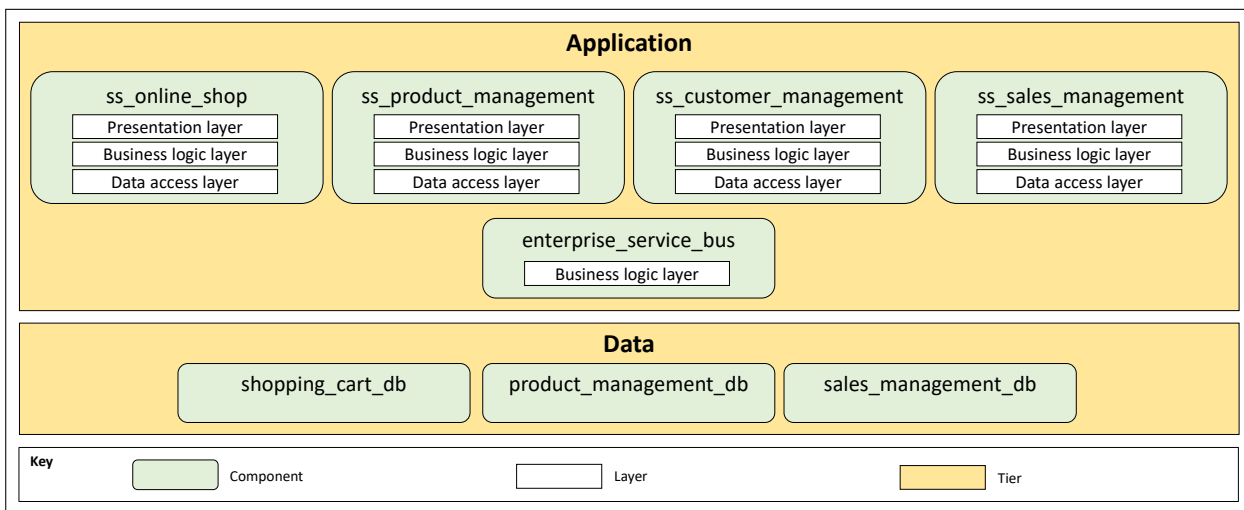 Application
ss_online_shop
Presentation layer
Business logic layer
Data access layer
ss_product_management
Presentation layer
Business logic layer
Data access layer
ss_customer_management
Presentation layer
Business logic layer
Data access layer
ss_sales_management
Presentation layer
Business logic layer
Data access layer
enterprise_service_bus
Business logic layer
Data
shopping_cart_db
product_management_db
sales_management_db
Key
Component
Layer
Tier